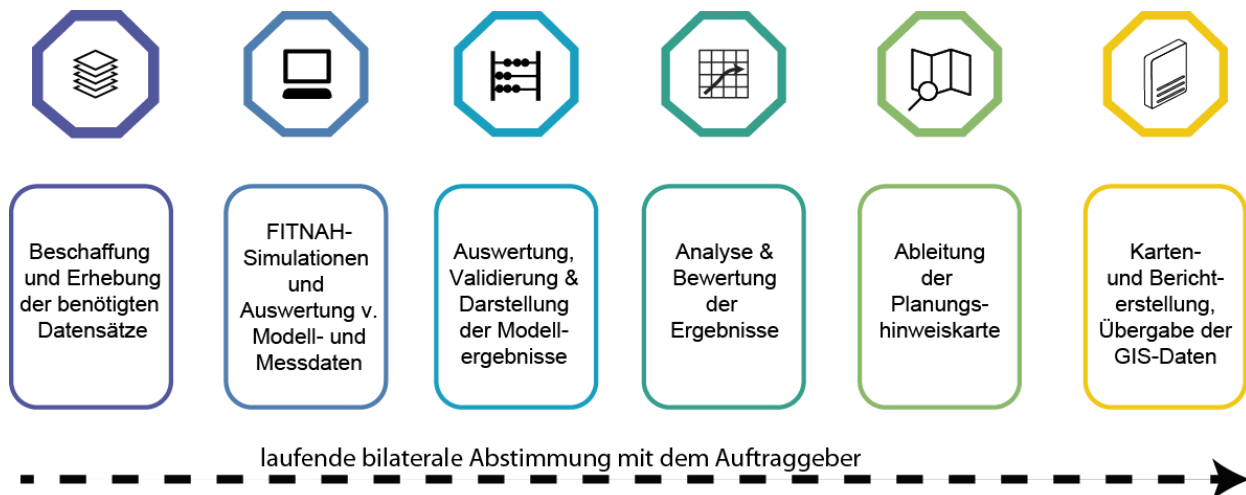 Beschaffung
und Erhebung
der benötigten
Datensätze
FITNAH-
Simulationen
und
Auswertung v.
Modell- und
Messdaten
Auswertung,
Validierung &
Darstellung
der Modell-
ergebnisse
Analyse &
Bewertung
der
Ergebnisse
Ableitung
der
Planungs-
hinweiskarte
Karten-
und Bericht-
erstellung,
Übergabe der
GIS-Daten
laufende bilaterale Abstimmung mit dem Auftraggeber